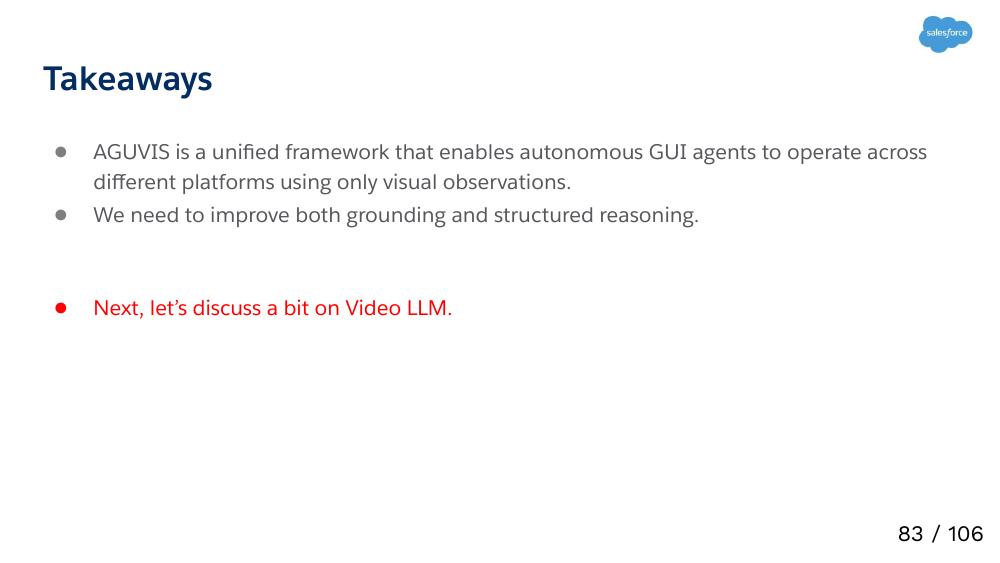 salesforce
Takeaways
● AGUVIS is a unified framework that enables autonomous GUI agents to operate across
different platforms using only visual observations.
● We need to improve both grounding and structured reasoning.
● Next, let’s discuss a bit on Video LLM.
83 / 106